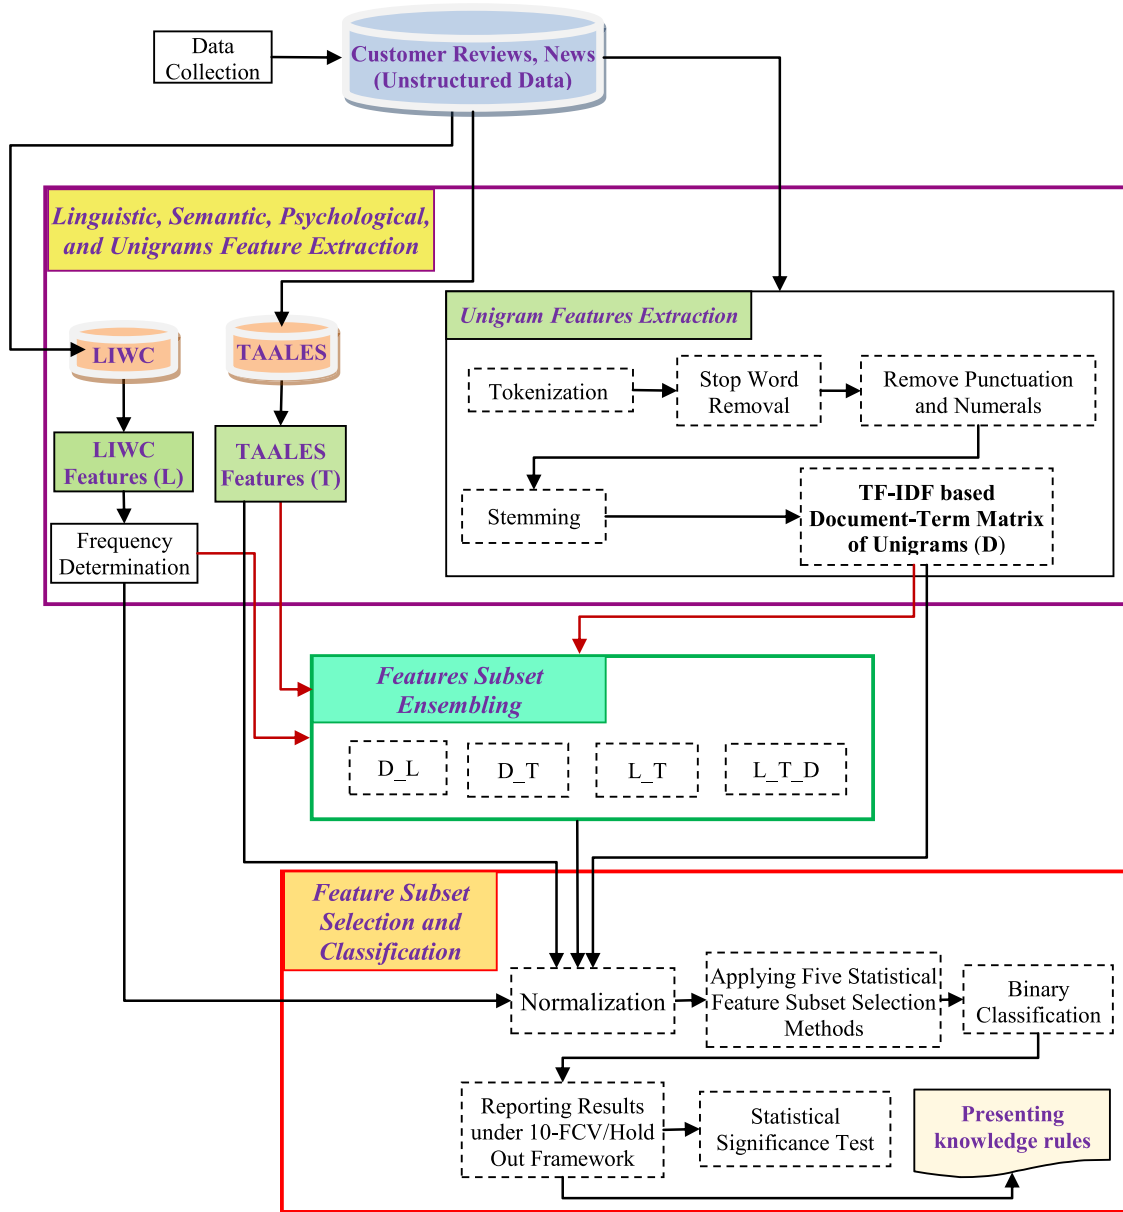 Data
Collection
Customer Reviews, News
(Unstructured Data)
Linguistic, Semantic, Psychological,
and Unigrams Feature Extraction
LIWC
TAALES
LIWC
Features (L)
TAALES
Features (T)
Frequency
Determination
Unigram Features Extraction
Tokenization
Stop Word
Removal
Remove Punctuation
and Numerals
Stemming
TF-IDF based
Document-Term Matrix
of Unigrams (D)
Features Subset
Ensembling
D_L
D_T
L_T
L_T_D
Feature Subset
Selection and
Classification
Normalization
Applying Five Statistical
Feature Subset Selection
Methods
Binary
Classification
Reporting Results
under 10-FCV/Hold
Out Framework
Statistical
Significance Test
Presenting
knowledge rules